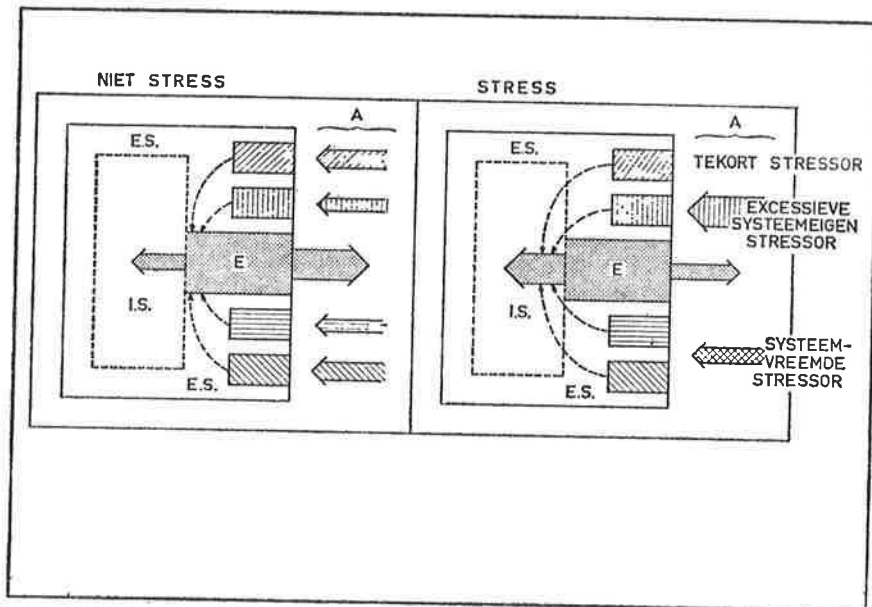 NIET STRESS
E.S.
A
E
I.S.
E.S.
STRESS
E.S.
A
TEKORT STRESSOR
EXCESSIEVE
SYSTEEMEIGEN
STRESSOR
E
I.S.
E.S.
SYSTEEM-
VREEMDE
STRESSOR